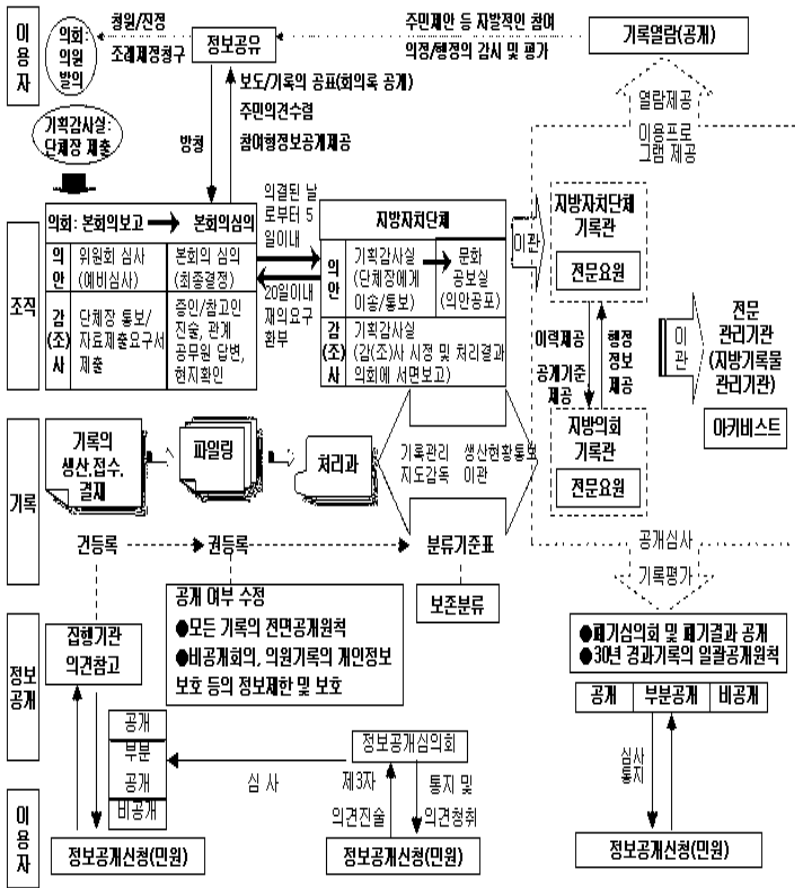 이용자
의회:
의원
발의
청원/진정
조례제정청구
정보공유
주민제안 등 자발적인 참여
의정/행정의 감시 및 평가
기록열람(공개)
기획감사실:
단체장 제출
방청
보도/기록의 공표(회의록 공개)
주민의견수렴
참여형정보공개제공
열람제공
이용프로
그램 제공
조직
의회: 본회의보고
본회의심의
의안
위원회 심사
(예비심사)
본회의 심의
(최종결정)
감(조)사
단체장 통보/
자료제출요구서
제출
증인/참고인
진술, 관계
공무원 답변,
현지확인
의결된 날
로부터 5
일이내
20일이내
재의요구
환부
지방자치단체
의안
기획감사실
(단체장에게
이송/통보)
문화
공보실
(의안공포)
감(조)사
기획감사실
(감(조)사 시정 및 처리결과
의회에 서면보고)
이관
지방자치단체
기록관
전문요원
이력제공
공개기준
제공
행정
정보
제공
지방의회
기록관
전문요원
이관
전문
관리기관
(지방기록물
관리기관)
아키비스트
기록
기록의
생산,접수,
결재
파일링
처리과
기록관리
지도감독
생산현황통보
이관
건등록
권등록
분류기준표
공개심사
기록평가
정보공개
집행기관
의견참고
공개 여부 수정
●모든 기록의 전면공개원칙
●비공개회의, 의원기록의 개인정보
보호 등의 정보제한 및 보호
보존분류
●폐기심의회 및 폐기결과 공개
●30년 경과기록의 일괄공개원칙
공개
부분공개
비공개
공개
부분
공개
비공개
심 사
정보공개심의회
제3자
의견진술
통지 및
의견청취
심사
통지
이용자
정보공개신청(민원)
정보공개신청(민원)
정보공개신청(민원)